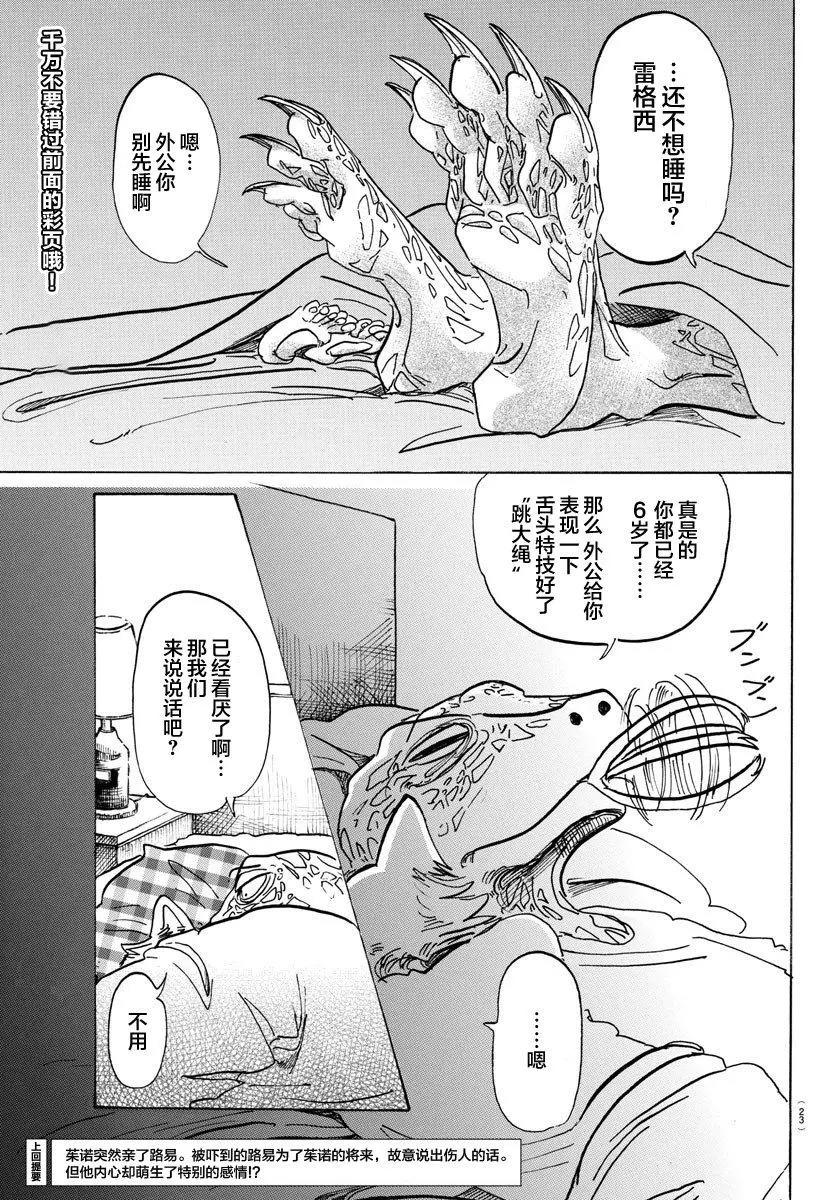 千万不要错过前面的彩页哦！
…还不想睡吗？
雷格西
嗯…
外公你
别先睡啊
真是的
你都已经
6岁了……
那么 外公给你
表现一下
舌头特技好了
“跳大绳”
ブンブン
……嗯
已经看厌了啊…
那我们
来说说话吧？
不用
（23）
上回提要
茱诺突然亲了路易。被吓到的路易为了茱诺的将来，故意说出伤人的话。
但他内心却萌生了特别的感情!?